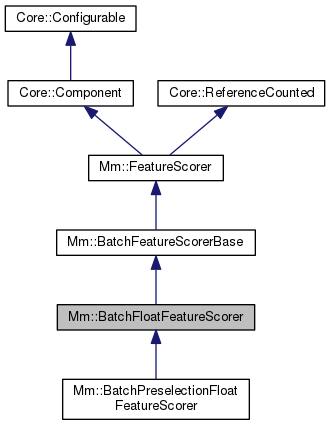 Core::Configurable
Core::Component
Core::ReferenceCounted
Mm::FeatureScorer
Mm::BatchFeatureScorerBase
Mm::BatchFloatFeatureScorer
Mm::BatchPreselectionFloat
FeatureScorer